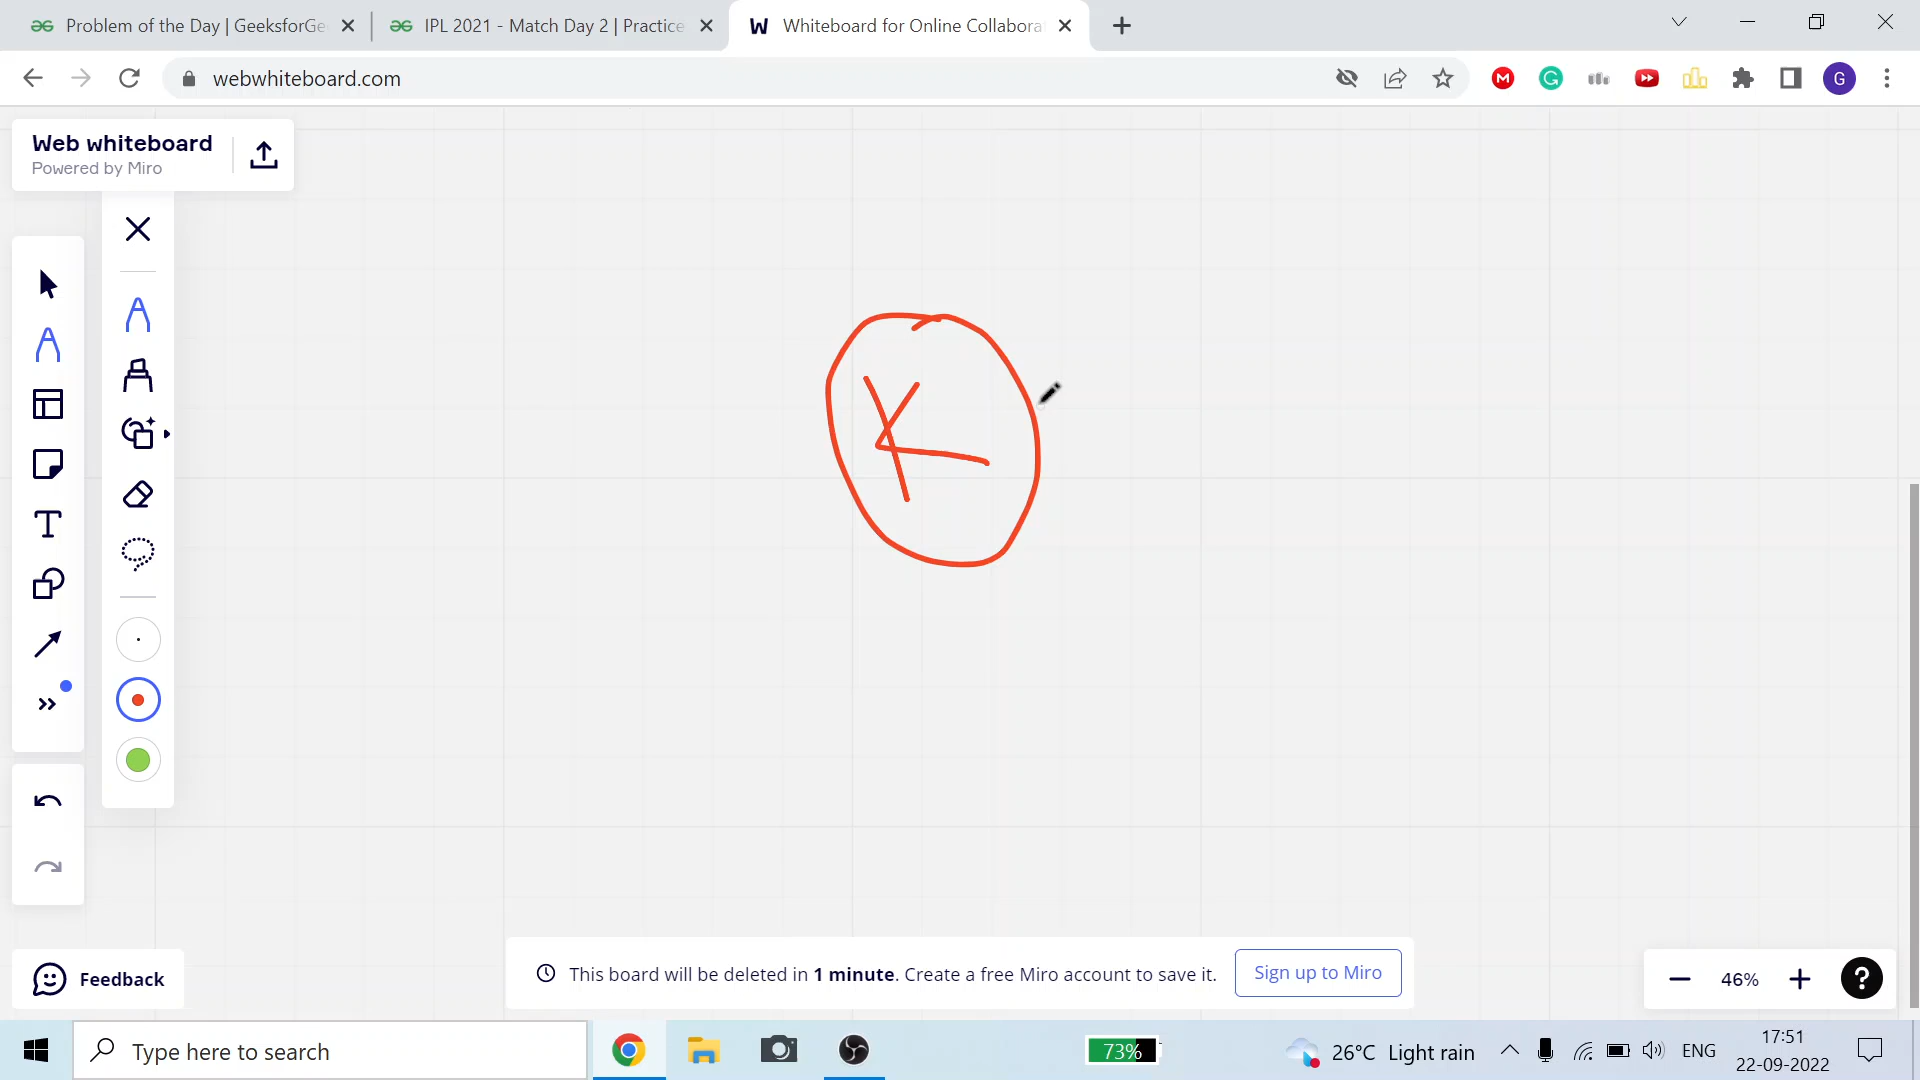 Problem of the Day | GeeksforGe
IPL 2021 - Match Day 2 | Practice
W Whiteboard for Online Collabora
webwhiteboard.com
M
G
G
Web whiteboard
Powered by Miro
K
T
This board will be deleted in 1 minute. Create a free Miro account to save it.
Sign up to Miro
Feedback
46%
?
Type here to search
73%
26°C Light rain
ENG
17:51
22-09-2022